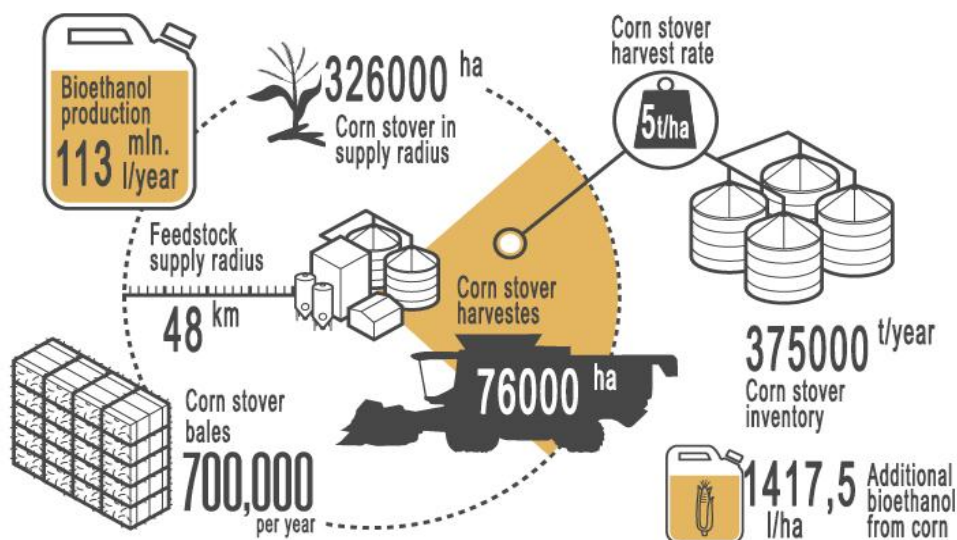 Bioethanol
production
113 mln.
l/year
326000 ha
Corn stover in
supply radius
Corn stover
harvest rate
5t/ha
Feedstock
supply radius
48 km
Corn stover
harvestes
76000 ha
375000 t/year
Corn stover
inventory
Corn stover
bales
700,000
per year
1417,5
l/ha
Additional
bioethanol
from corn